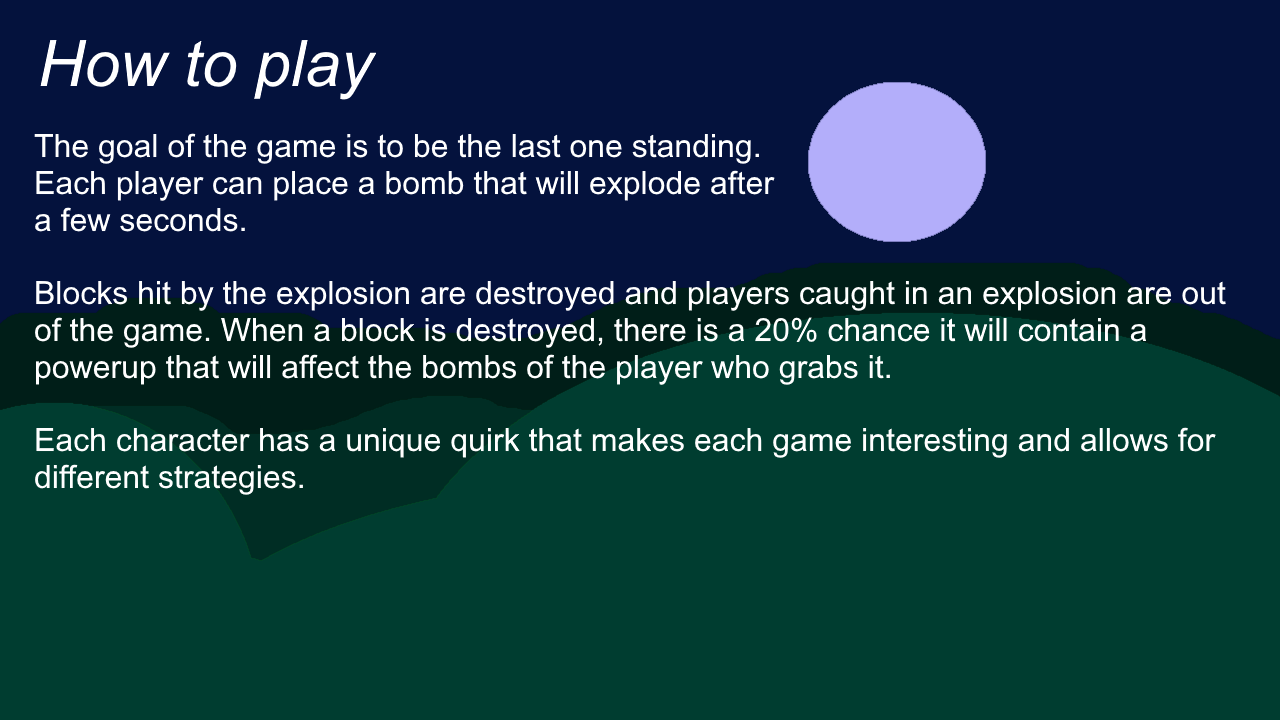 How to play
The goal of the game is to be the last one standing.
Each player can place a bomb that will explode after
a few seconds.
Blocks hit by the explosion are destroyed and players caught in an explosion are out
of the game. When a block is destroyed, there is a 20% chance it will contain a
powerup that will affect the bombs of the player who grabs it.
Each character has a unique quirk that makes each game interesting and allows for
different strategies.